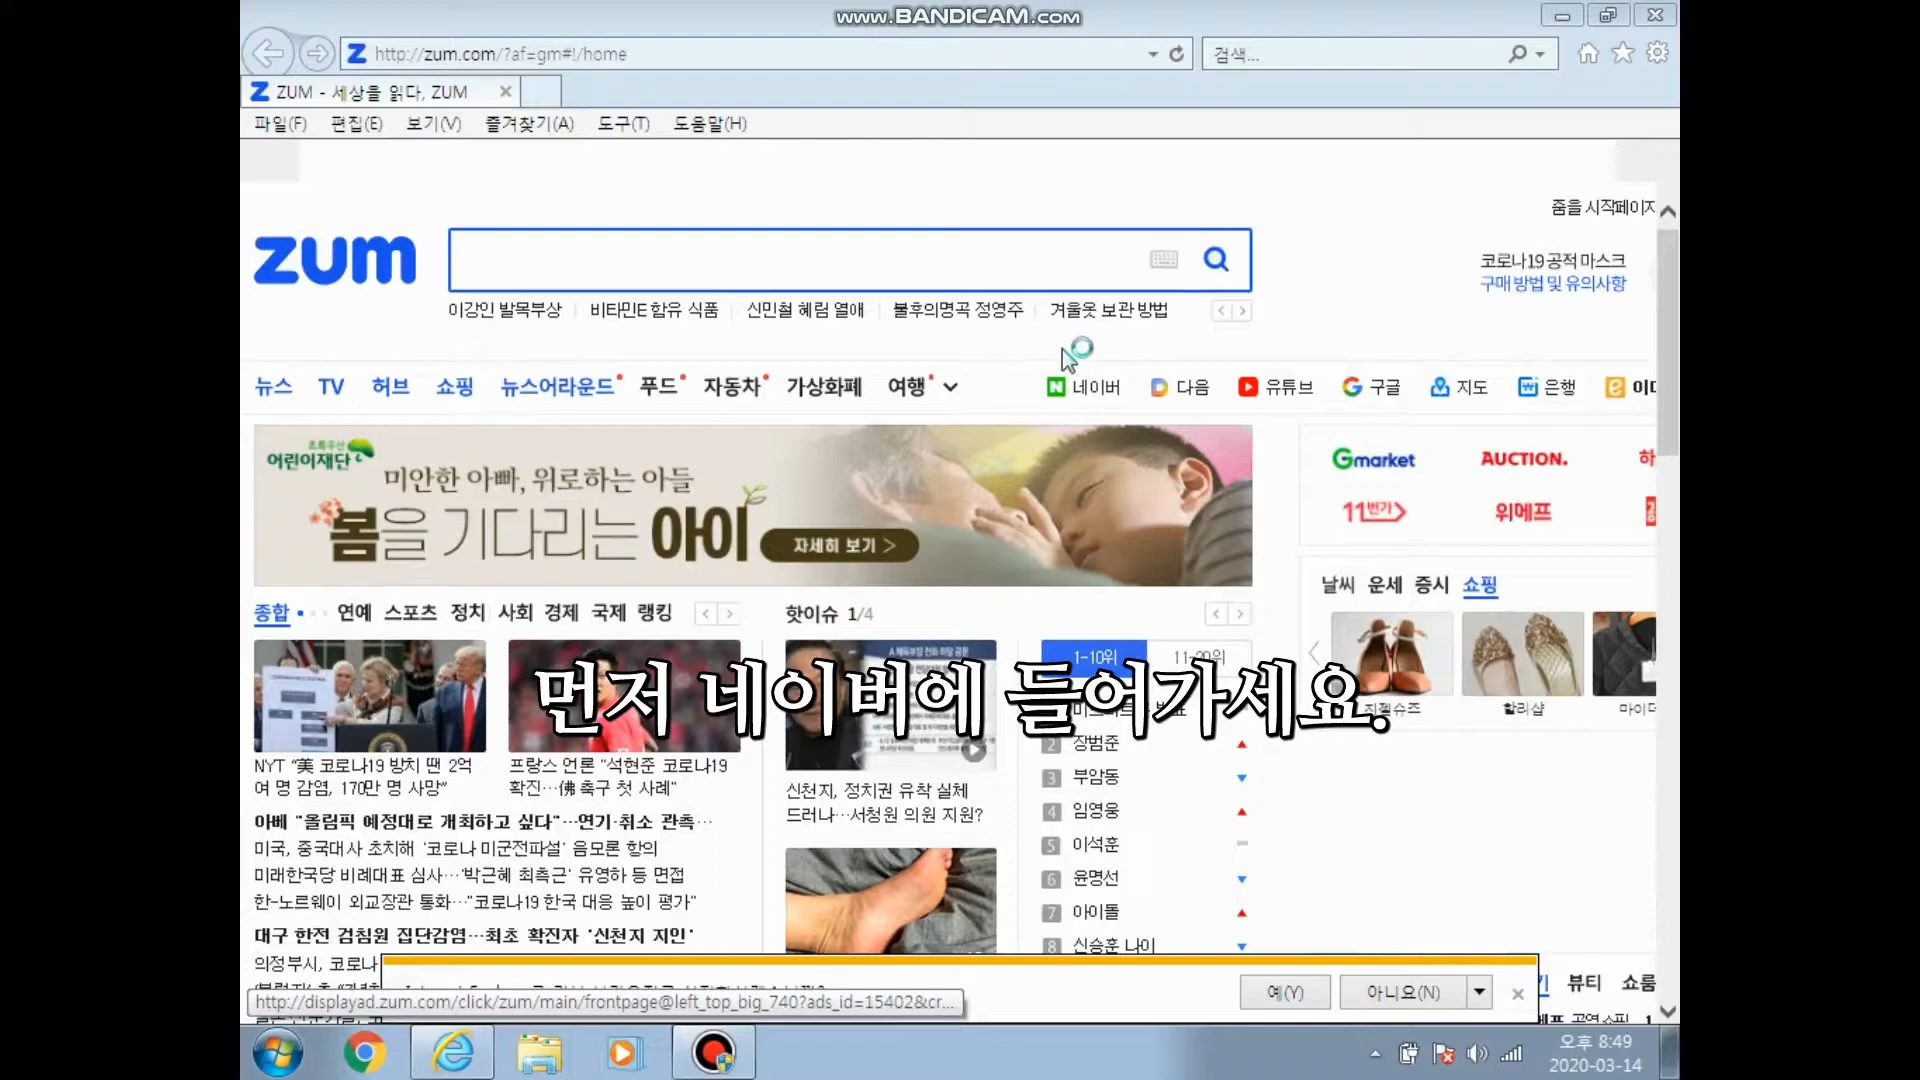 www.BANDICAM.com
http://zum.com/?af=gm#!/home
검색...
ZUM - 세상을 읽다, ZUM
파일(F) 편집(E) 보기(V) 즐겨찾기(A) 도구(T) 도움말(H)
줌을 시작페이지
zum
코로나19 공적 마스크
구매 방법 및 유의사항
이강인 발목부상 비타민E 함유 식품 신민철 혜림 열애 불후의명곡 정영주 겨울옷 보관 방법
뉴스 TV 허브 쇼핑 뉴스어라운드 푸드 자동차 가상화폐 여행
네이버 다음 유튜브 구글 지도 은행
초록우산
어린이재단
미안한 아빠, 위로하는 아들
봄을 기다리는 아이
자세히 보기 >
Gmarket AUCTION.
11번가 위메프
날씨 운세 증시 쇼핑
종합 연예 스포츠 정치 사회 경제 국제 랭킹
핫이슈 1/4
1-10위 11-20위
먼저 네이버에 들어가세요.
할리샵
NYT "美 코로나19 방치 땐 2억
여 명 감염, 170만 명 사망"
프랑스 언론 "석현준 코로나19
확진…佛 축구 첫 사례"
신천지, 정치권 유착 실체
드러나…서청원 의원 지원?
2 장범준
3 부암동
4 임영웅
5 이석훈
6 윤명선
7 아이돌
8 신승훈 나이
아베 "올림픽 예정대로 개최하고 싶다"…연기·취소 관측…
미국, 중국대사 초치해 '코로나 미군전파설' 음모론 항의
미래한국당 비례대표 심사…'박근혜 최측근' 유영하 등 면접
한-노르웨이 외교장관 통화…"코로나19 한국 대응 높이 평가"
대구 한전 검침원 집단감염…최초 확진자 '신천지 지인'
의정부시, 코로나
예(Y) 아니요(N)
뷰티 쇼룸
http://displayad.zum.com/click/zum/main/frontpage@left_top_big_740?ads_id=15402&cr...
오후 8:49
2020-03-14